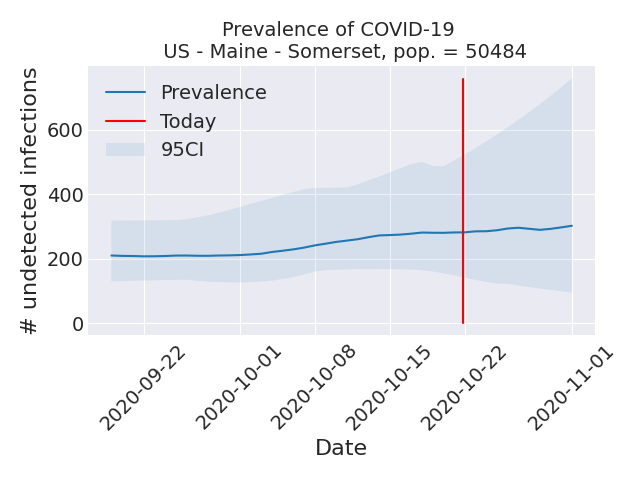 Prevalence of COVID-19
US - Maine - Somerset, pop. = 50484
Prevalence
Today
95CI
# undetected infections
600
400
200
0
2020-09-22
2020-10-01
2020-10-08
2020-10-15
2020-10-22
2020-11-01
Date